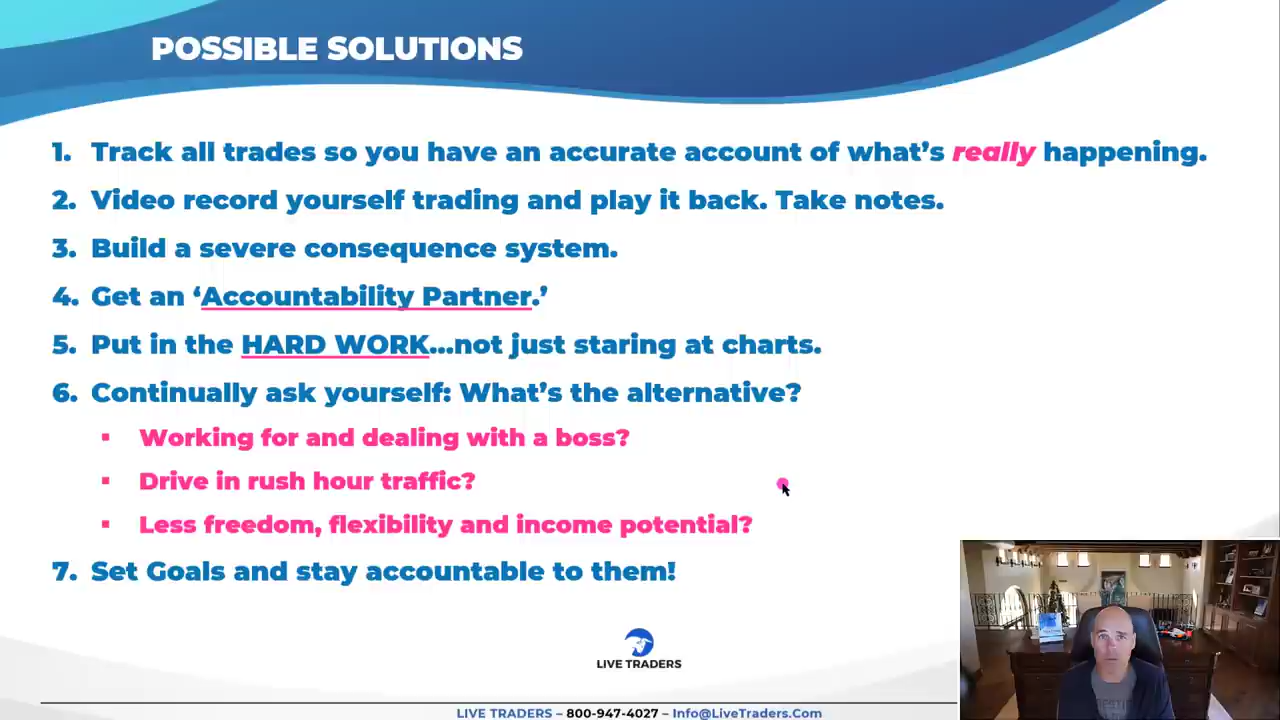 POSSIBLE SOLUTIONS
1. Track all trades so you have an accurate account of what's really happening.
2. Video record yourself trading and play it back. Take notes.
3. Build a severe consequence system.
4. Get an ‘Accountability Partner.’
5. Put in the HARD WORK...not just staring at charts.
6. Continually ask yourself: What's the alternative?
▪ Working for and dealing with a boss?
▪ Drive in rush hour traffic?
▪ Less freedom, flexibility and income potential?
7. Set Goals and stay accountable to them!
LIVE TRADERS
LIVE TRADERS – 800-947-4027 – Info@LiveTraders.Com